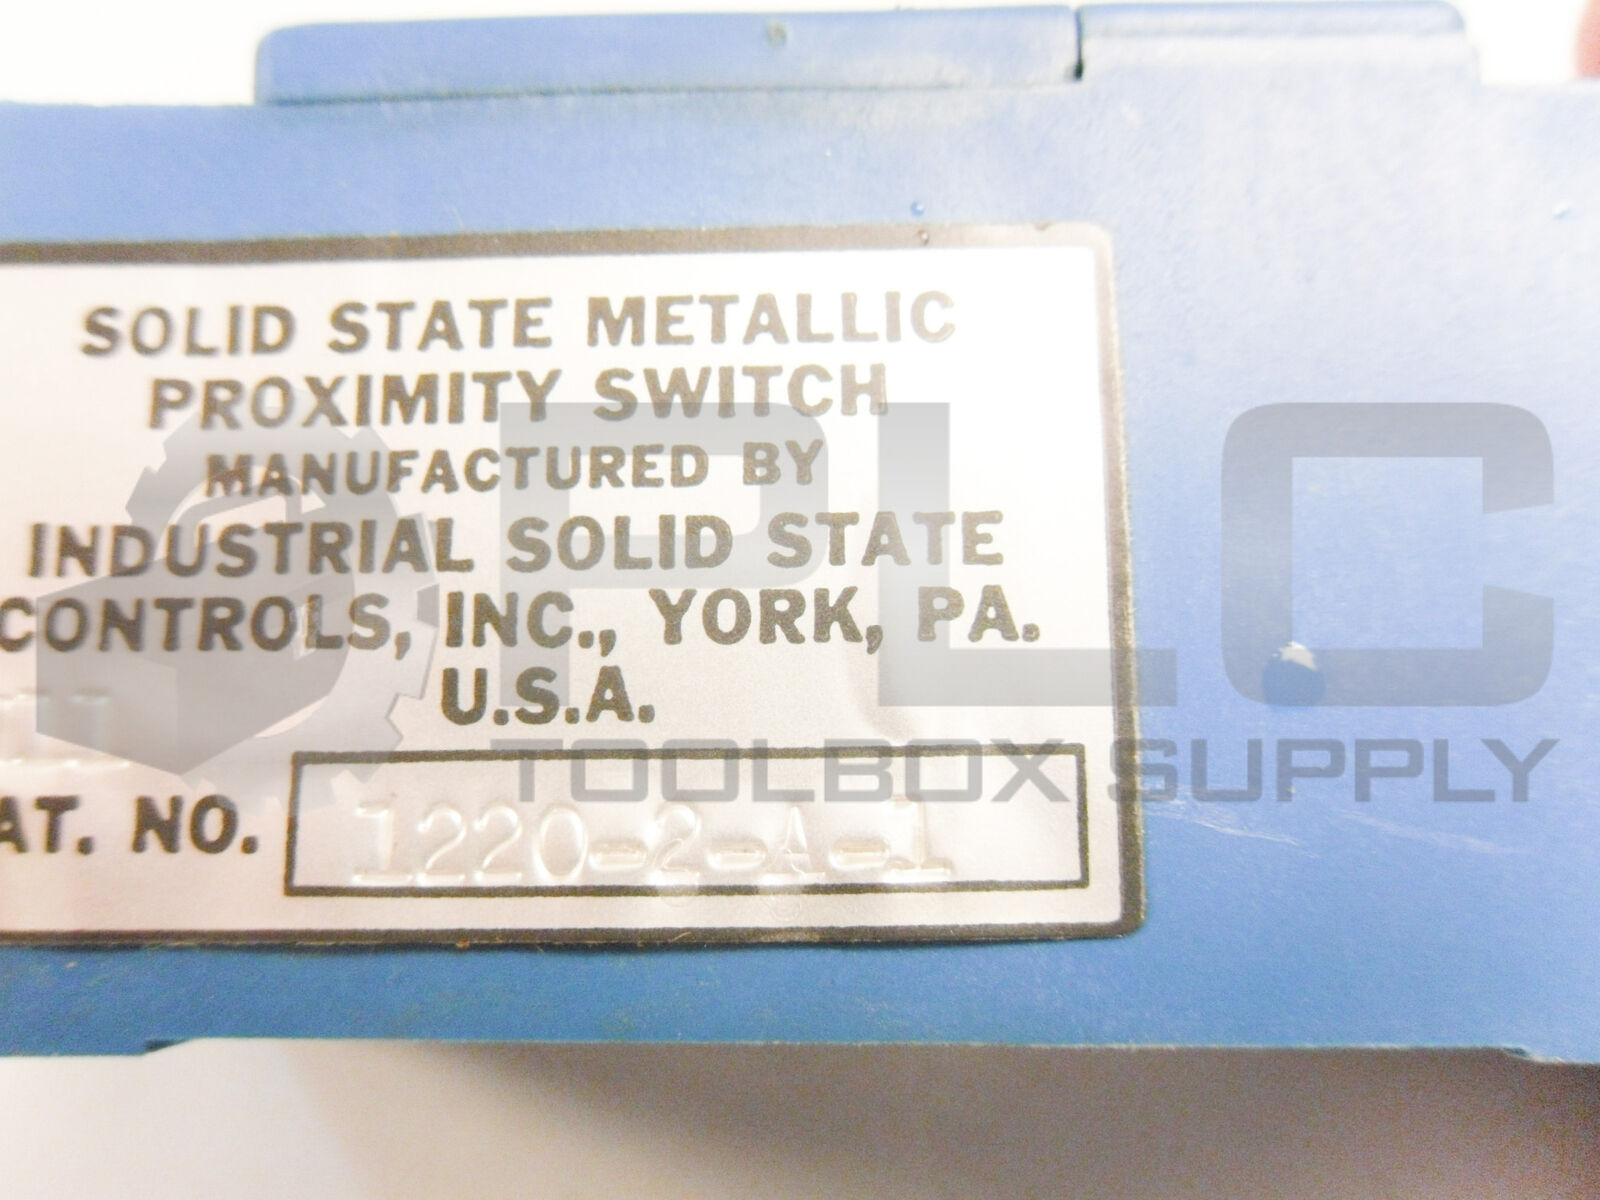 SOLID STATE METALLIC
PROXIMITY SWITCH
MANUFACTURED BY
INDUSTRIAL SOLID STATE
CONTROLS, INC., YORK, PA.
U.S.A.
AT. NO. 1220-2-A-1
PLC
TOOLBOX SUPPLY